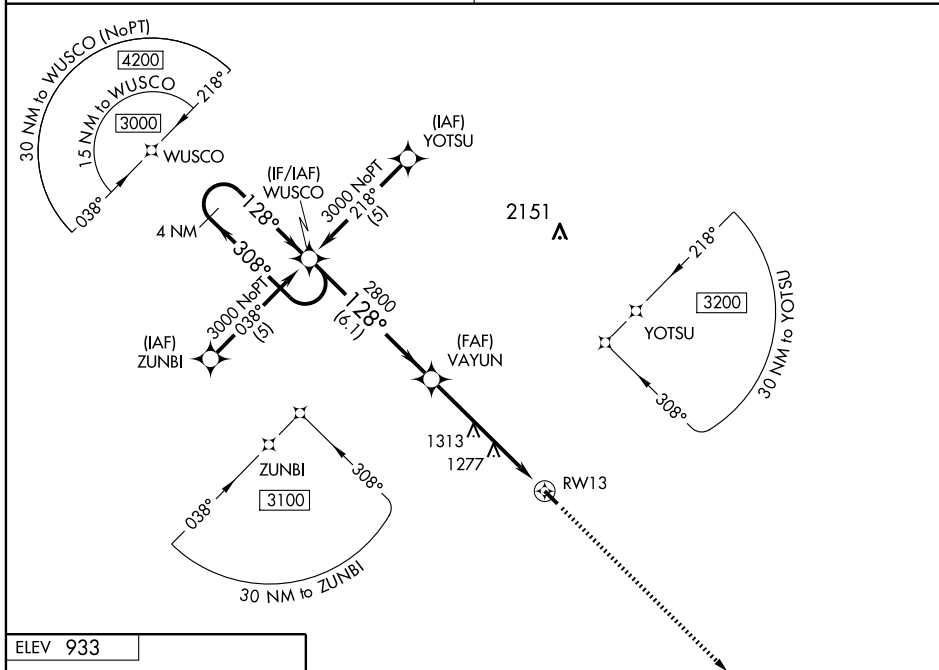 30 NM to WUSCO (NoPT)
4200
15 NM to WUSCO
218°
3000
WUSCO
038°
(IAF)
YOTSU
(IF/IAF)
WUSCO
3000 NoPT
218°
(5)
128°
4 NM
308°
2151
218°
3200
YOTSU
30 NM to YOTSU
308°
3000 NoPT
038°
(5)
(IAF)
ZUNBI
2800
128°
(6.1)
(FAF)
VAYUN
1313
1277
RW13
ZUNBI
308°
038°
3100
30 NM to ZUNBI
ELEV 933